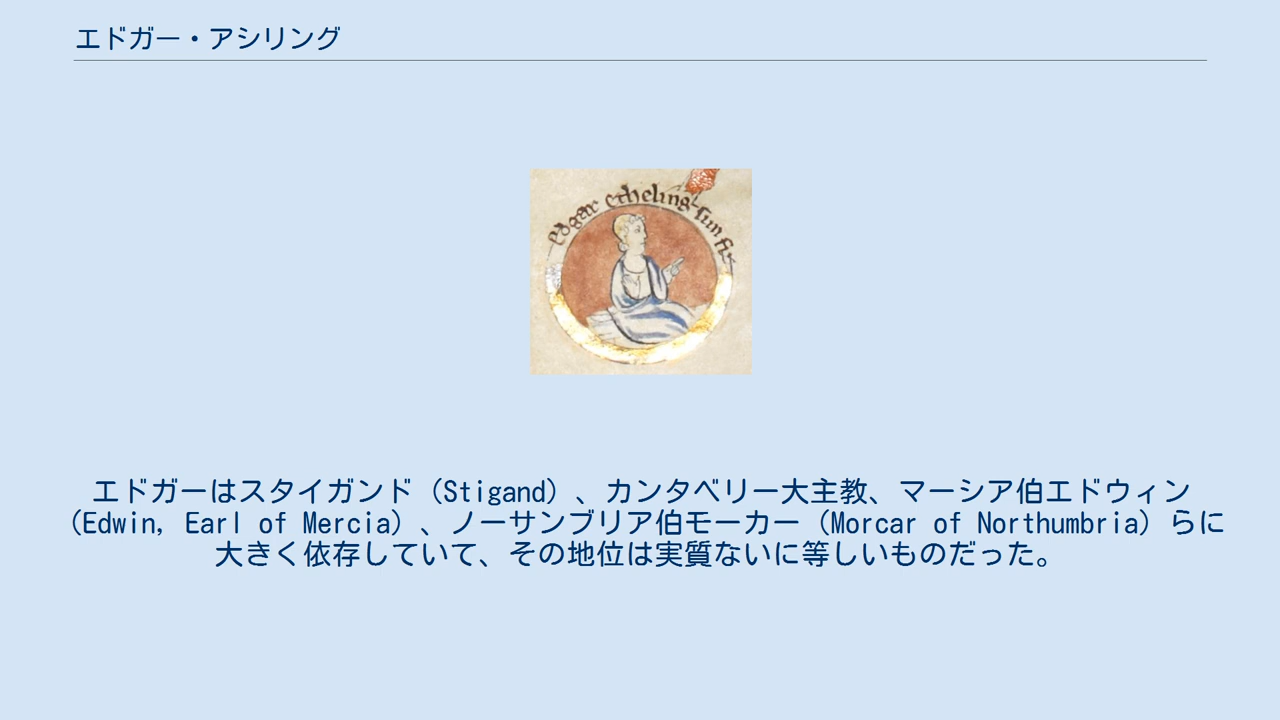 エドガー・アシリング
edgar etheling
エドガーはスタイガンド（Stigand）、カンタベリー大主教、マーシア伯エドウィン
（Edwin, Earl of Mercia）、ノーサンブリア伯モーカー（Morcar of Northumbria）らに
大きく依存していて、その地位は実質ないに等しいものだった。